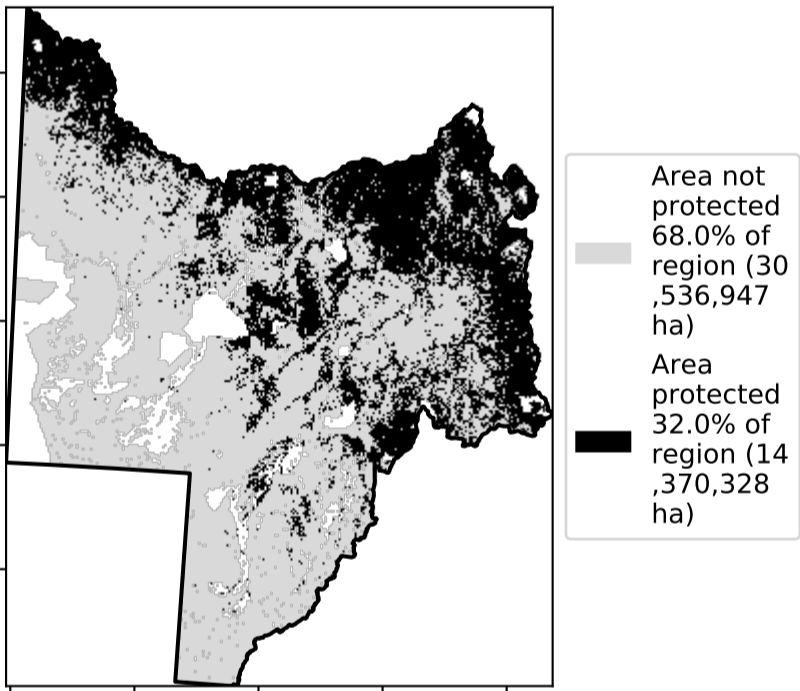 Area not
protected
68.0% of
region (30
,536,947
ha)
Area
protected
32.0% of
region (14
,370,328
ha)